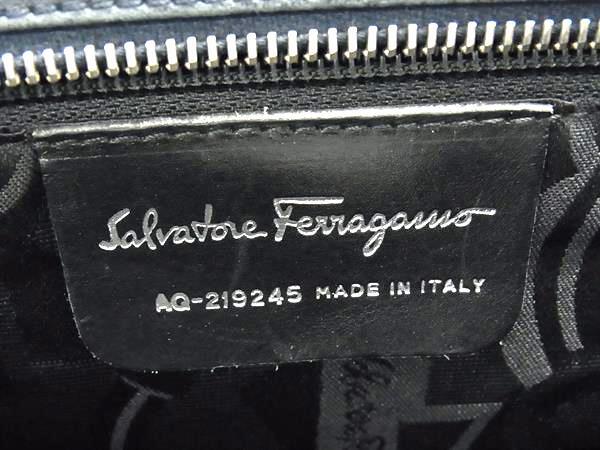 Salvatore Ferragamo
AQ-219245 MADE IN ITALY